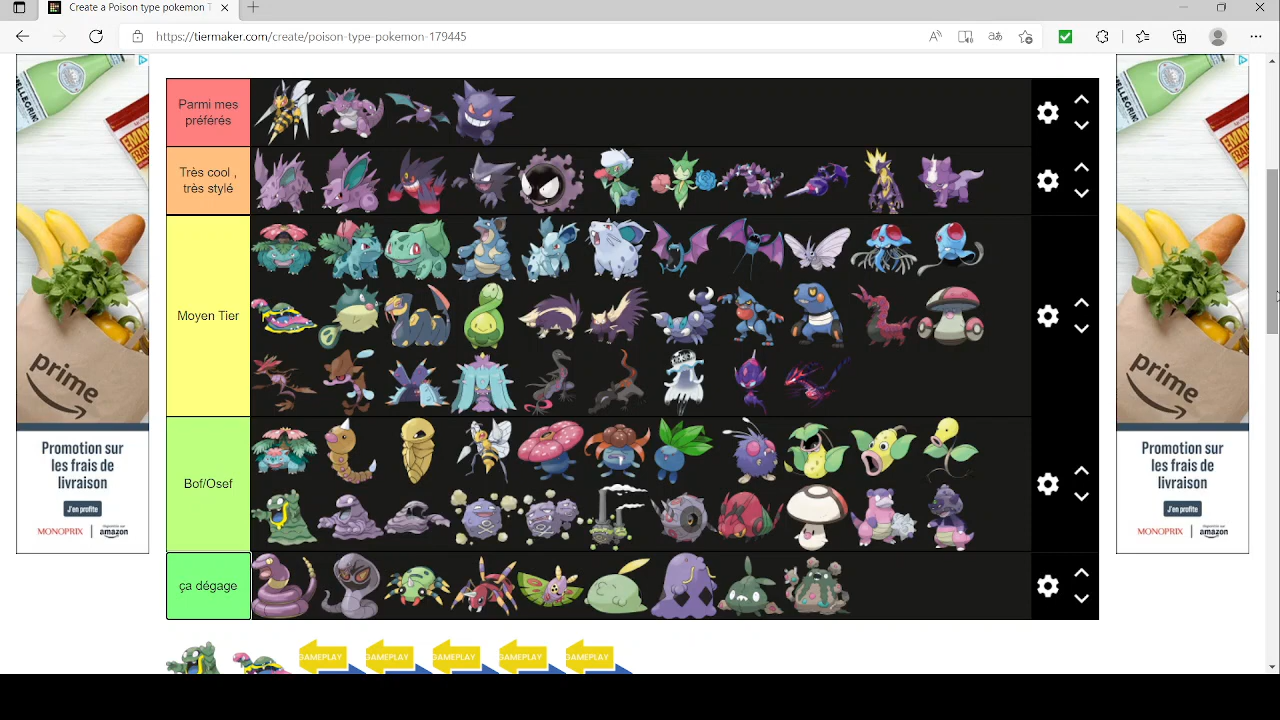 Create a Poison type pokemon T
https://tiermaker.com/create/poison-type-pokemon-179445
Parmi mes
préférés
Très cool ,
très stylé
Moyen Tier
Bof/Osef
ça dégage
prime
Promotion sur
les frais de
livraison
J'en profite
MONOPRIX
amazon
prime
Promotion sur
les frais de
livraison
J'en profite
MONOPRIX
amazon
GAMEPLAY
GAMEPLAY
GAMEPLAY
GAMEPLAY
GAMEPLAY